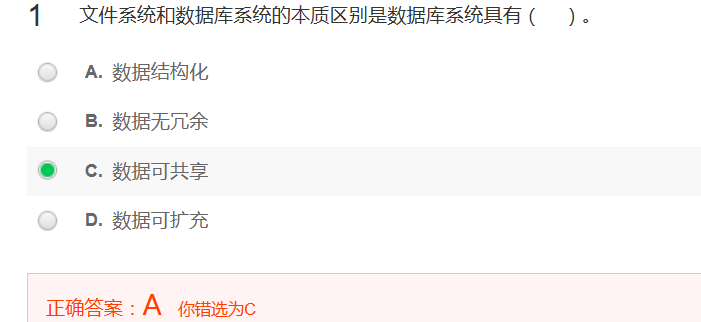 1 文件系统和数据库系统的本质区别是数据库系统具有（ ）。
A. 数据结构化
B. 数据无冗余
C. 数据可共享
D. 数据可扩充
正确答案：A 你错选为C